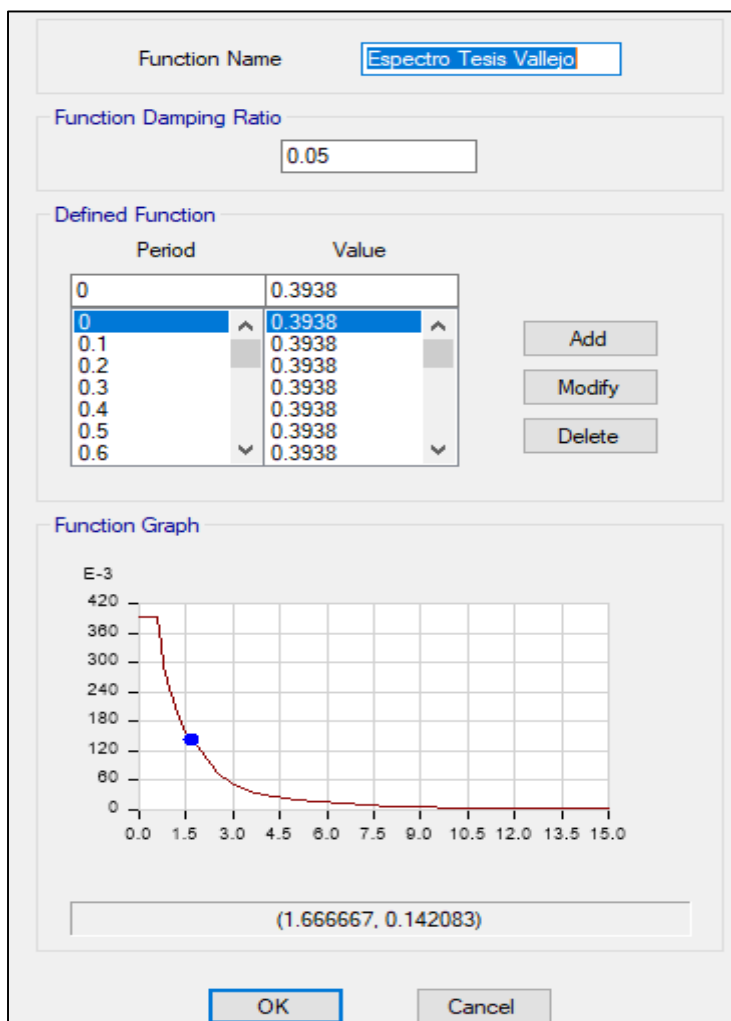 Function Name Espectro Tesis Vallejo
Function Damping Ratio
0.05
Defined Function
Period Value
0 0.3938
0 0.3938
0.1 0.3938
0.2 0.3938
0.3 0.3938
0.4 0.3938
0.5 0.3938
0.6 0.3938
Add
Modify
Delete
Function Graph
E-3
420
360
300
240
180
120
60
0
0.0 1.5 3.0 4.5 6.0 7.5 9.0 10.5 12.0 13.5 15.0
(1.666667, 0.142083)
OK Cancel